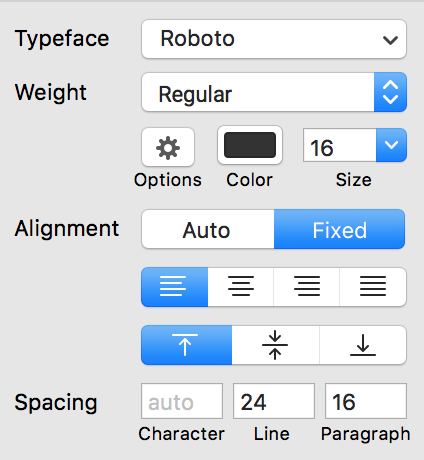 Typeface Roboto
Weight Regular
16
Options Color Size
Alignment Auto Fixed
Spacing auto 24 16
Character Line Paragraph